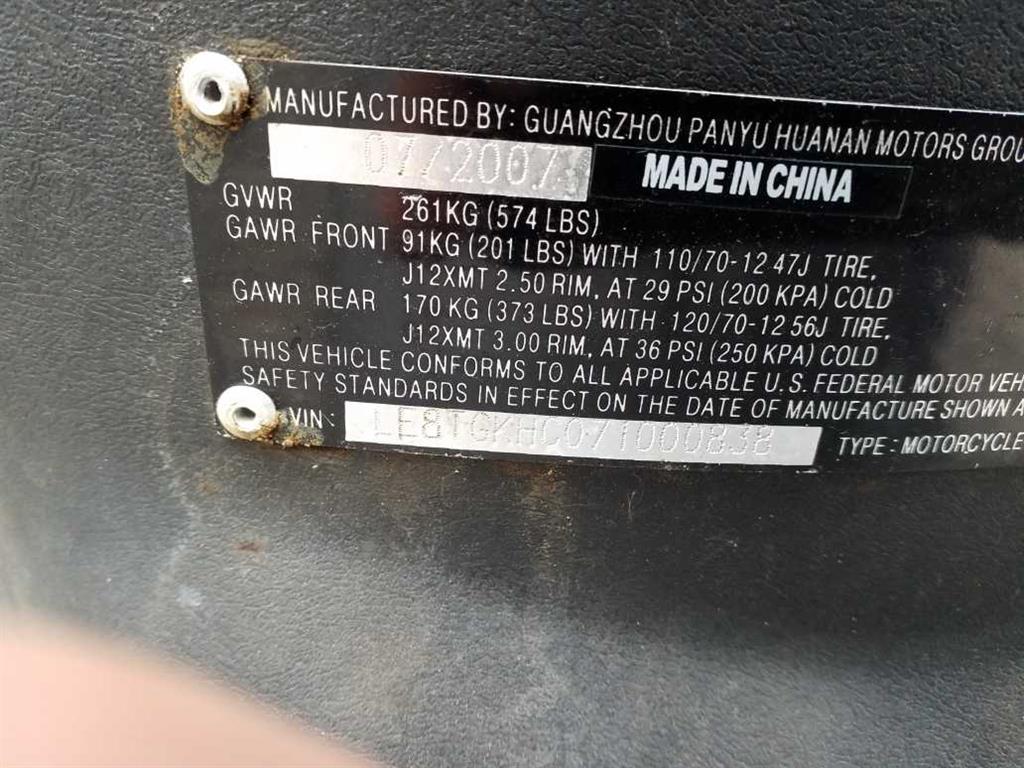 MANUFACTURED BY: GUANGZHOU PANYU HUANAN MOTORS GROU
07/2007 MADE IN CHINA
GVWR 261KG (574 LBS)
GAWR FRONT 91KG (201 LBS) WITH 110/70-12 47J TIRE,
J12XMT 2.50 RIM, AT 29 PSI (200 KPA) COLD
GAWR REAR 170 KG (373 LBS) WITH 120/70-12 56J TIRE,
J12XMT 3.00 RIM, AT 36 PSI (250 KPA) COLD
THIS VEHICLE CONFORMS TO ALL APPLICABLE U.S. FEDERAL MOTOR VEH
SAFETY STANDARDS IN EFFECT ON THE DATE OF MANUFACTURE SHOWN A
VIN: TYPE: MOTORCYCLE